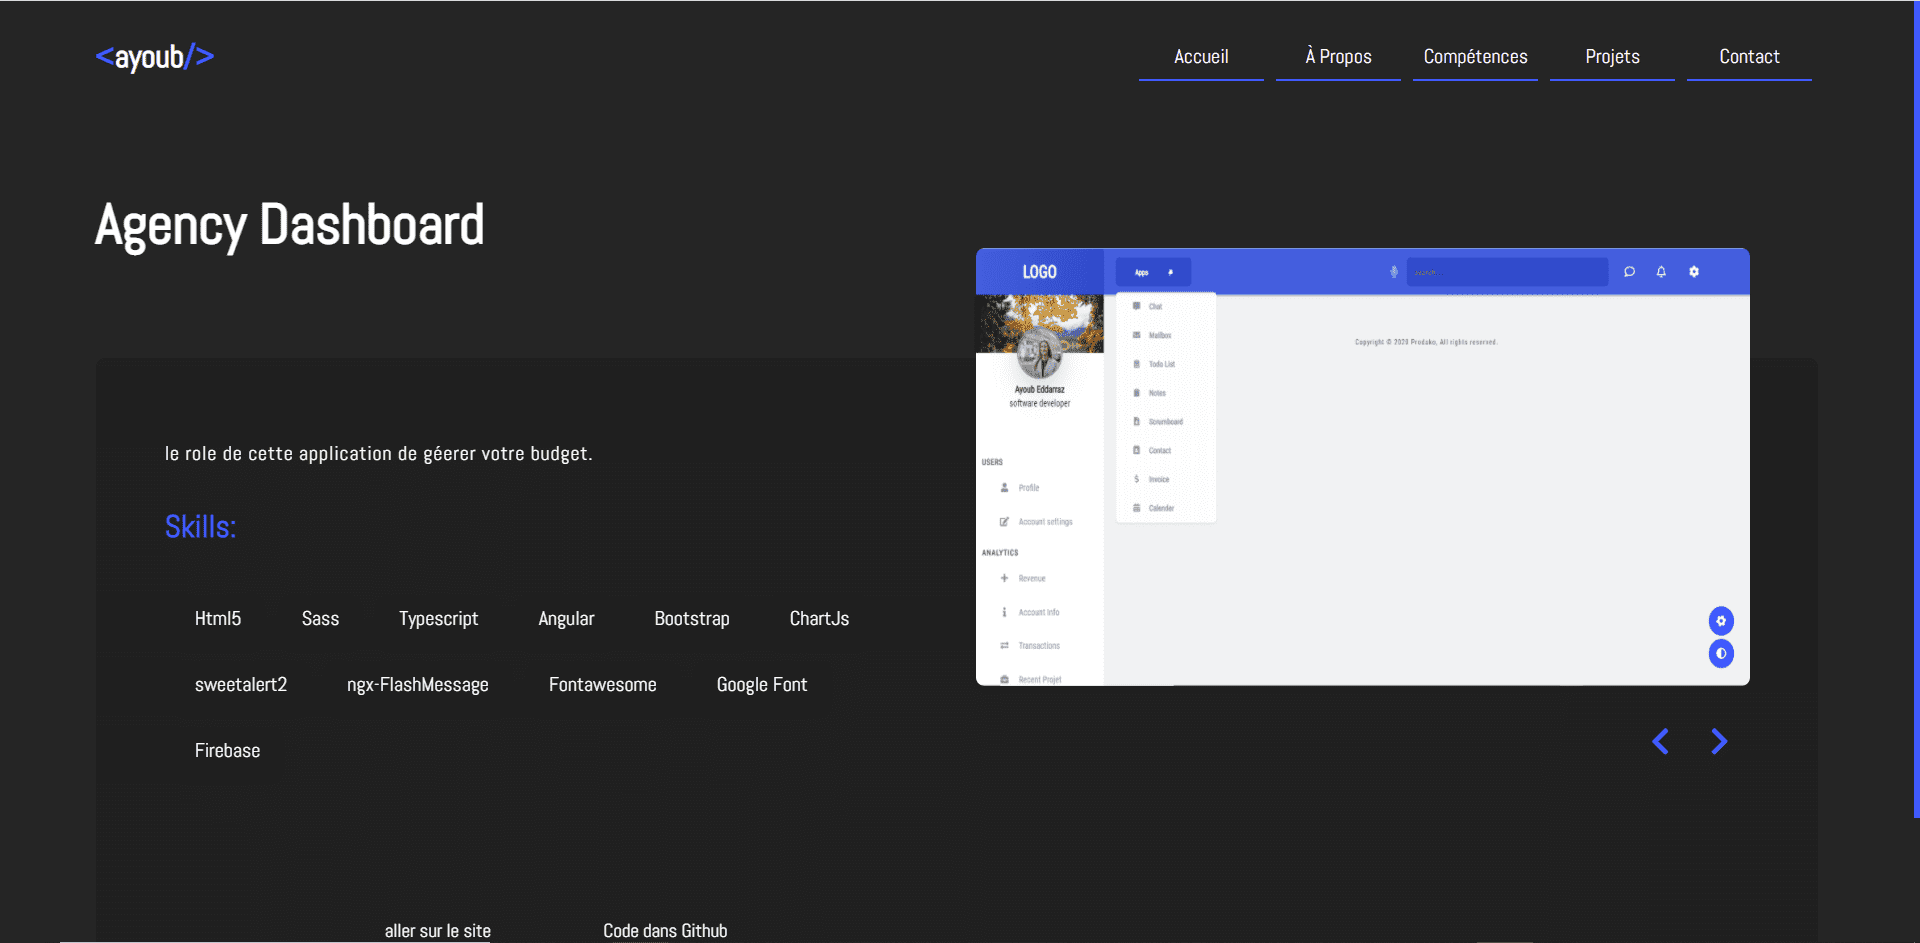 <ayoub/>
Accueil À Propos Compétences Projets Contact
Agency Dashboard
le role de cette application de géerer votre budget.
Skills:
Html5 Sass Typescript Angular Bootstrap ChartJs
sweetalert2 ngx-FlashMessage Fontawesome Google Font
Firebase
aller sur le site Code dans Github
LOGO
Apps
Ayoub Eddarraz
software developer
USERS
Profile
Account settings
ANALYTICS
Revenue
Account Info
Transactions
Recent Projet
Chat
Mailbox
Todo List
Notes
Scrumboard
Contact
Invoice
Calender
Copyright © 2020 Prodako, All rights reserved.